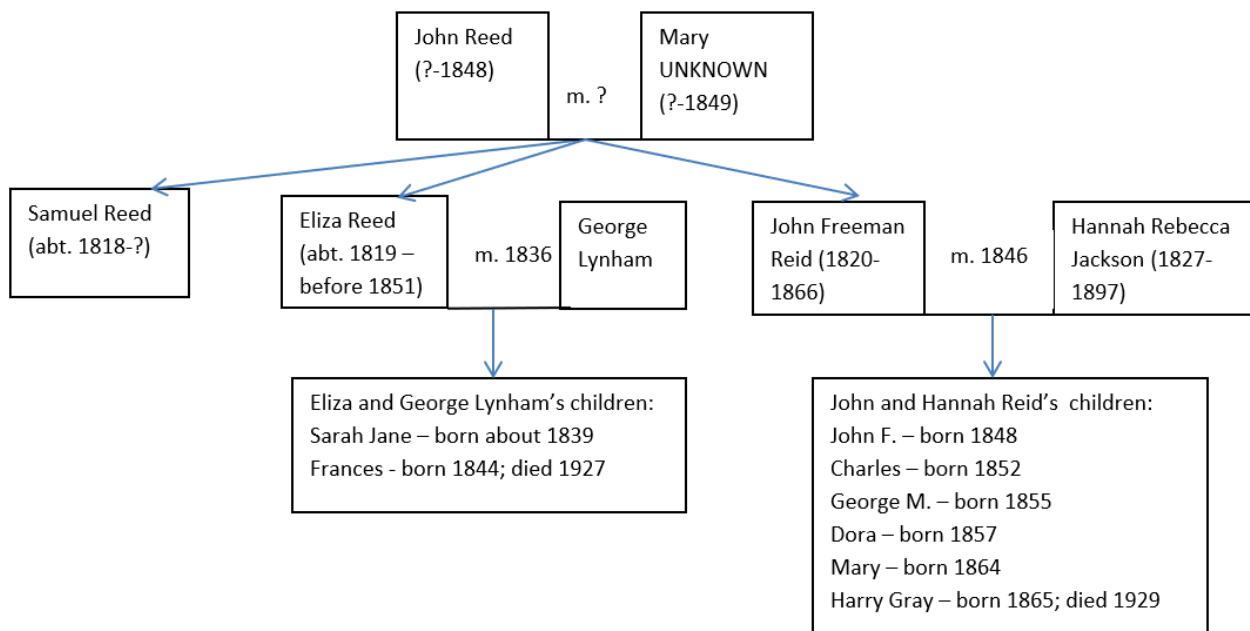 John Reed
(?-1848)
m. ?
Mary
UNKNOWN
(?-1849)
Samuel Reed
(abt. 1818-?)
Eliza Reed
(abt. 1819 –
before 1851)
m. 1836
George
Lynham
John Freeman
Reid (1820-
1866)
m. 1846
Hannah Rebecca
Jackson (1827-
1897)
Eliza and George Lynham’s children:
Sarah Jane – born about 1839
Frances - born 1844; died 1927
John and Hannah Reid’s  children:
John F. – born 1848
Charles – born 1852
George M. – born 1855
Dora – born 1857
Mary – born 1864
Harry Gray – born 1865; died 1929